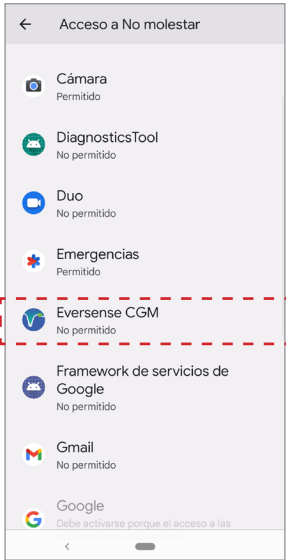 Acceso a No molestar
Cámara
Permitido
DiagnosticsTool
No permitido
Duo
No permitido
Emergencias
Permitido
Eversense CGM
No permitido
Framework de servicios de
Google
No permitido
Gmail
No permitido
Google
Debe activarse porque el acceso a las